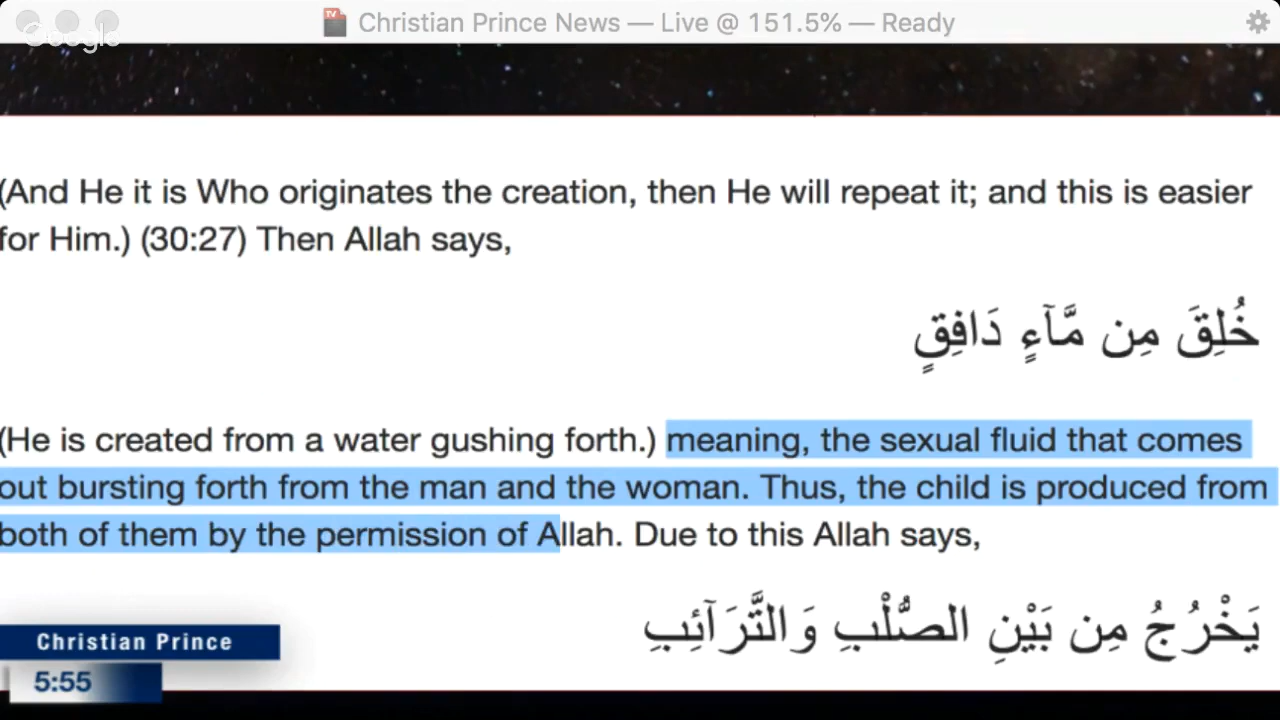 Christian Prince News — Live @ 151.5% — Ready
Google
(And He it is Who originates the creation, then He will repeat it; and this is easier
for Him.) (30:27) Then Allah says,
خُلِقَ مِن مَّآءٍ دَافِقٍ
(He is created from a water gushing forth.) meaning, the sexual fluid that comes
out bursting forth from the man and the woman. Thus, the child is produced from
both of them by the permission of Allah. Due to this Allah says,
يَخْرُجُ مِن بَيْنِ الصُّلْبِ وَالتَّرَآئِبِ
Christian Prince
5:55